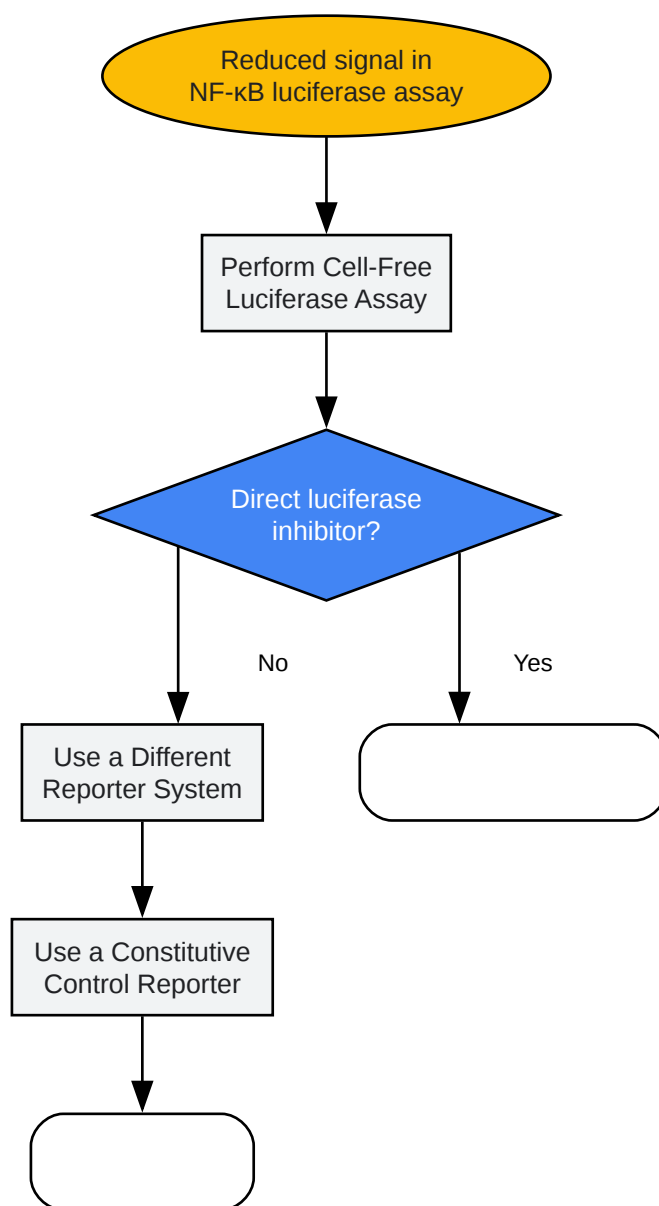 Reduced signal in
NF-κB luciferase assay
Perform Cell-Free
Luciferase Assay
Direct luciferase
inhibitor?
No
Yes
Use a Different
Reporter System
Use a Constitutive
Control Reporter